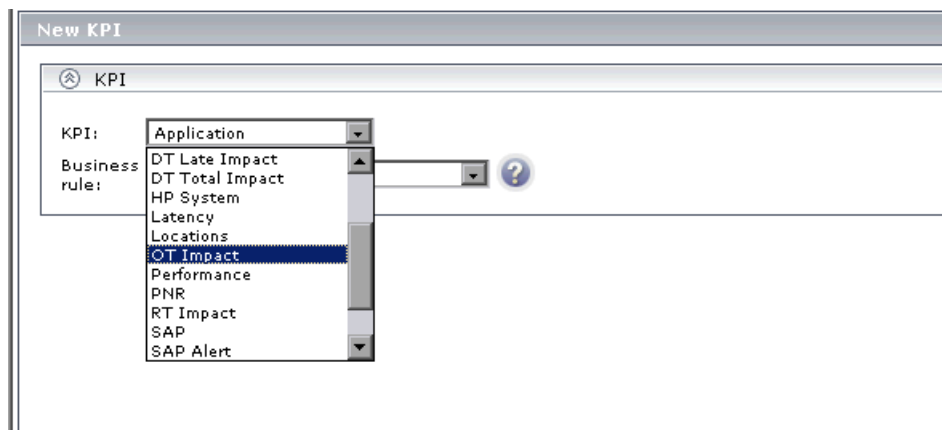 New KPI
KPI
KPI: Application
Business rule:
DT Late Impact
DT Total Impact
HP System
Latency
Locations
OT Impact
Performance
PNR
RT Impact
SAP
SAP Alert
?